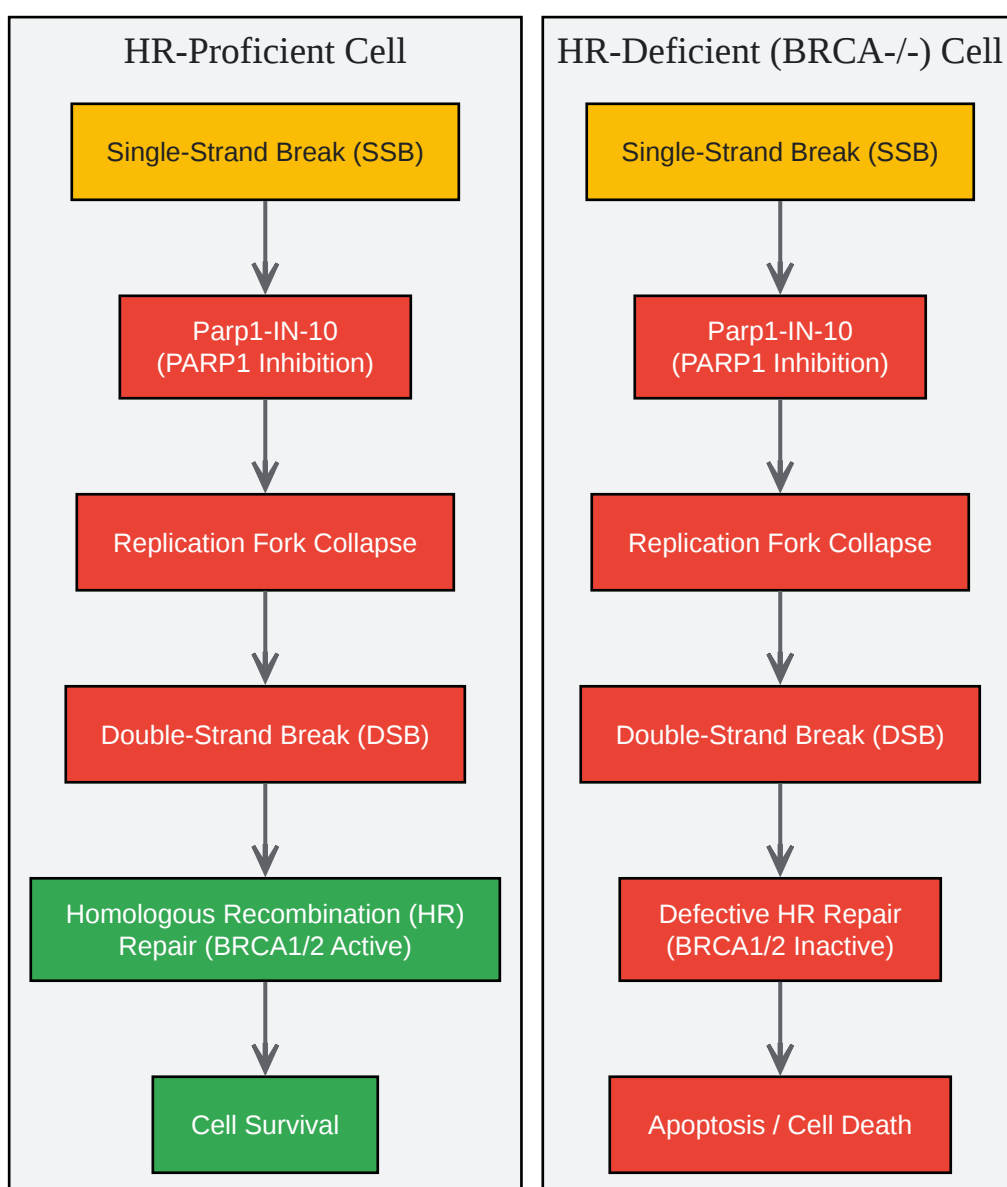 HR-Proficient Cell
Single-Strand Break (SSB)
Parp1-IN-10
(PARP1 Inhibition)
Replication Fork Collapse
Double-Strand Break (DSB)
Homologous Recombination (HR)
Repair (BRCA1/2 Active)
Cell Survival
HR-Deficient (BRCA-/-) Cell
Single-Strand Break (SSB)
Parp1-IN-10
(PARP1 Inhibition)
Replication Fork Collapse
Double-Strand Break (DSB)
Defective HR Repair
(BRCA1/2 Inactive)
Apoptosis / Cell Death